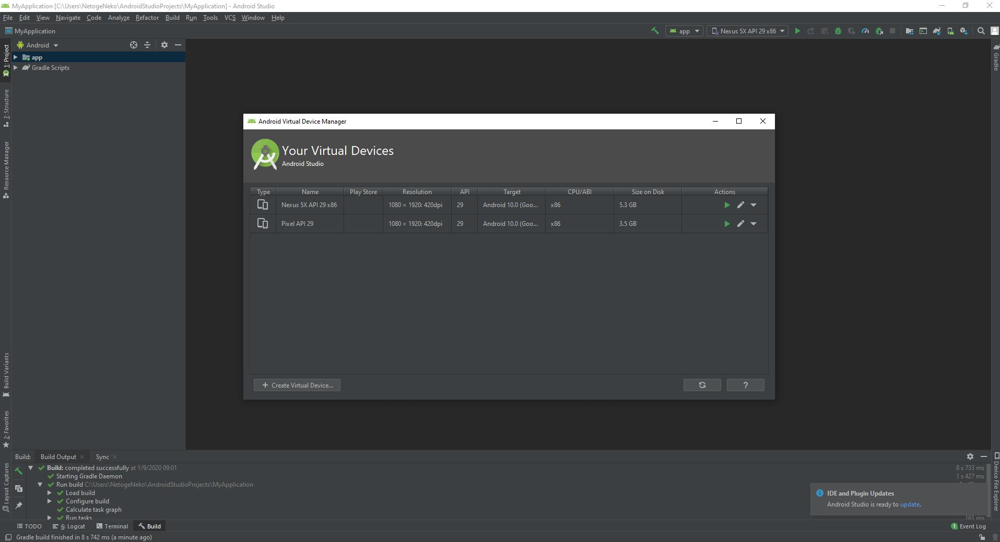 MyApplication [C:\Users\NetogeNeko\AndroidStudioProjects\MyApplication] - Android Studio
File Edit View Navigate Code Analyze Refactor Build Run Tools VCS Window Help
MyApplication app Nexus 5X API 29 x86
Android
app
Gradle Scripts
1: Project
7: Structure
Resource Manager
Build Variants
2: Favorites
Layout Captures
Gradle
Device File Explorer
Android Virtual Device Manager
Your Virtual Devices
Android Studio
Type Name Play Store Resolution API Target CPU/ABI Size on Disk Actions
Nexus 5X API 29 x86 1080 × 1920: 420dpi 29 Android 10.0 (Goo... x86 5.3 GB
Pixel API 29 1080 × 1920: 420dpi 29 Android 10.0 (Goo... x86 3.5 GB
+ Create Virtual Device... ?
Build: Build Output Sync
Build: completed successfully at 1/9/2020 09:01 8 s 733 ms
Starting Gradle Daemon 1 s 427 ms
Run build C:\Users\NetogeNeko\AndroidStudioProjects\MyApplication
Load build
Configure build
Calculate task graph
Run tasks 161 ms
IDE and Plugin Updates
Android Studio is ready to update.
TODO 6: Logcat Terminal Build 1 Event Log
Gradle build finished in 8 s 742 ms (a minute ago)